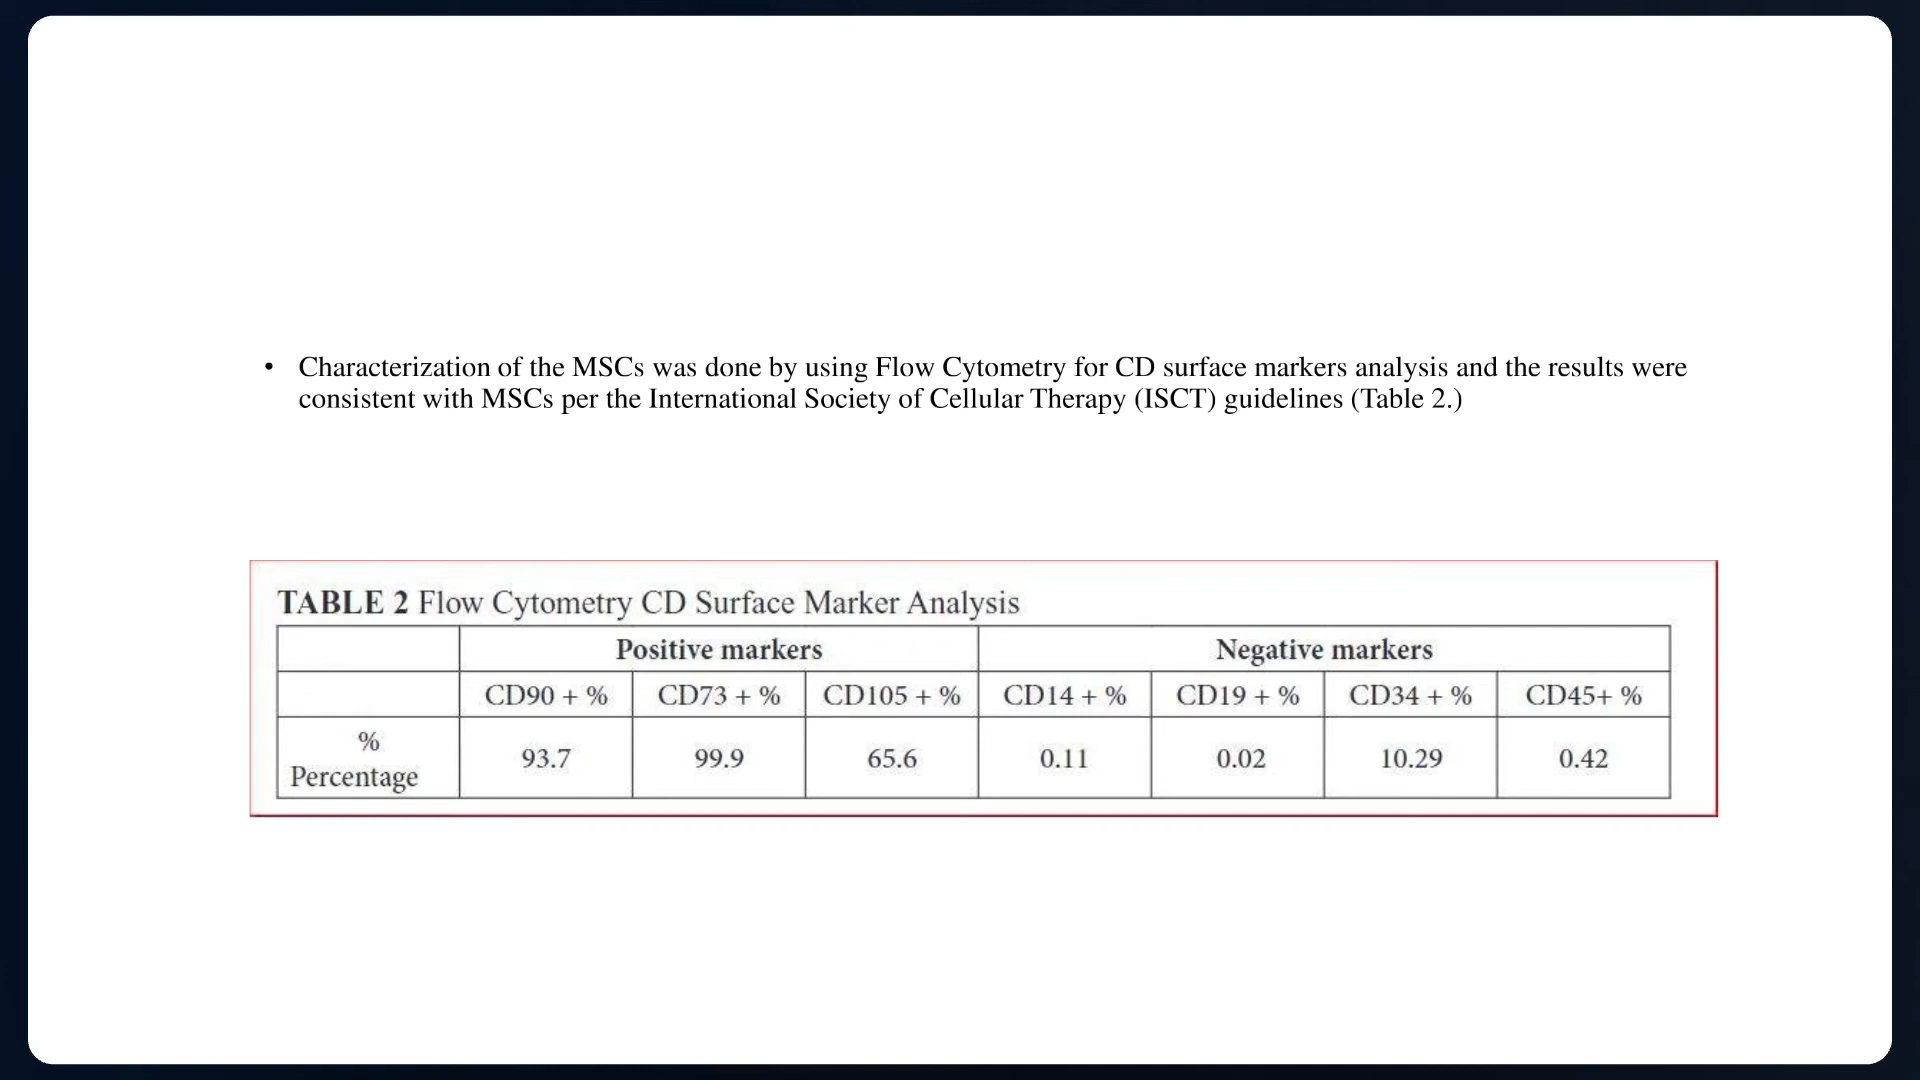 • Characterization of the MSCs was done by using Flow Cytometry for CD surface markers analysis and the results were
consistent with MSCs per the International Society of Cellular Therapy (ISCT) guidelines (Table 2.)
TABLE 2 Flow Cytometry CD Surface Marker Analysis
Positive markers Negative markers
CD90 + % CD73 + % CD105 + % CD14 + % CD19 + % CD34 + % CD45+ %
%
Percentage 93.7 99.9 65.6 0.11 0.02 10.29 0.42